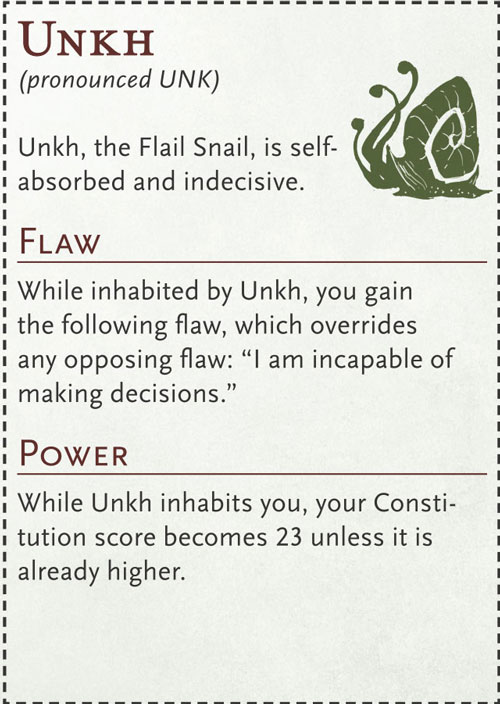 Unkh
(pronounced UNK)
Unkh, the Flail Snail, is self-
absorbed and indecisive.
Flaw
While inhabited by Unkh, you gain
the following flaw, which overrides
any opposing flaw: “I am incapable of
making decisions.”
Power
While Unkh inhabits you, your Consti-
tution score becomes 23 unless it is
already higher.